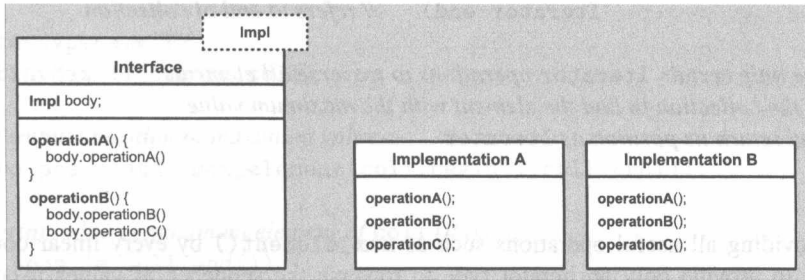 Impl
Interface
Impl body;
operationA() {
body.operationA()
}
operationB() {
body.operationB()
body.operationC()
}
Implementation A
operationA();
operationB();
operationC();
Implementation B
operationA();
operationB();
operationC();